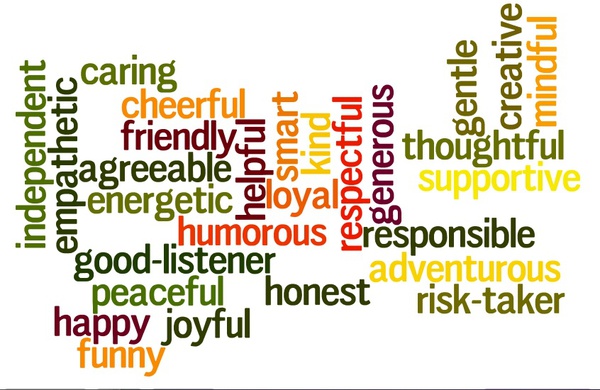 independent
empathetic
caring
cheerful
friendly
agreeable
energetic
helpful
smart
kind
loyal
humorous
respectful
generous
good-listener
peaceful
honest
happy
joyful
funny
gentle
creative
mindful
thoughtful
supportive
responsible
adventurous
risk-taker